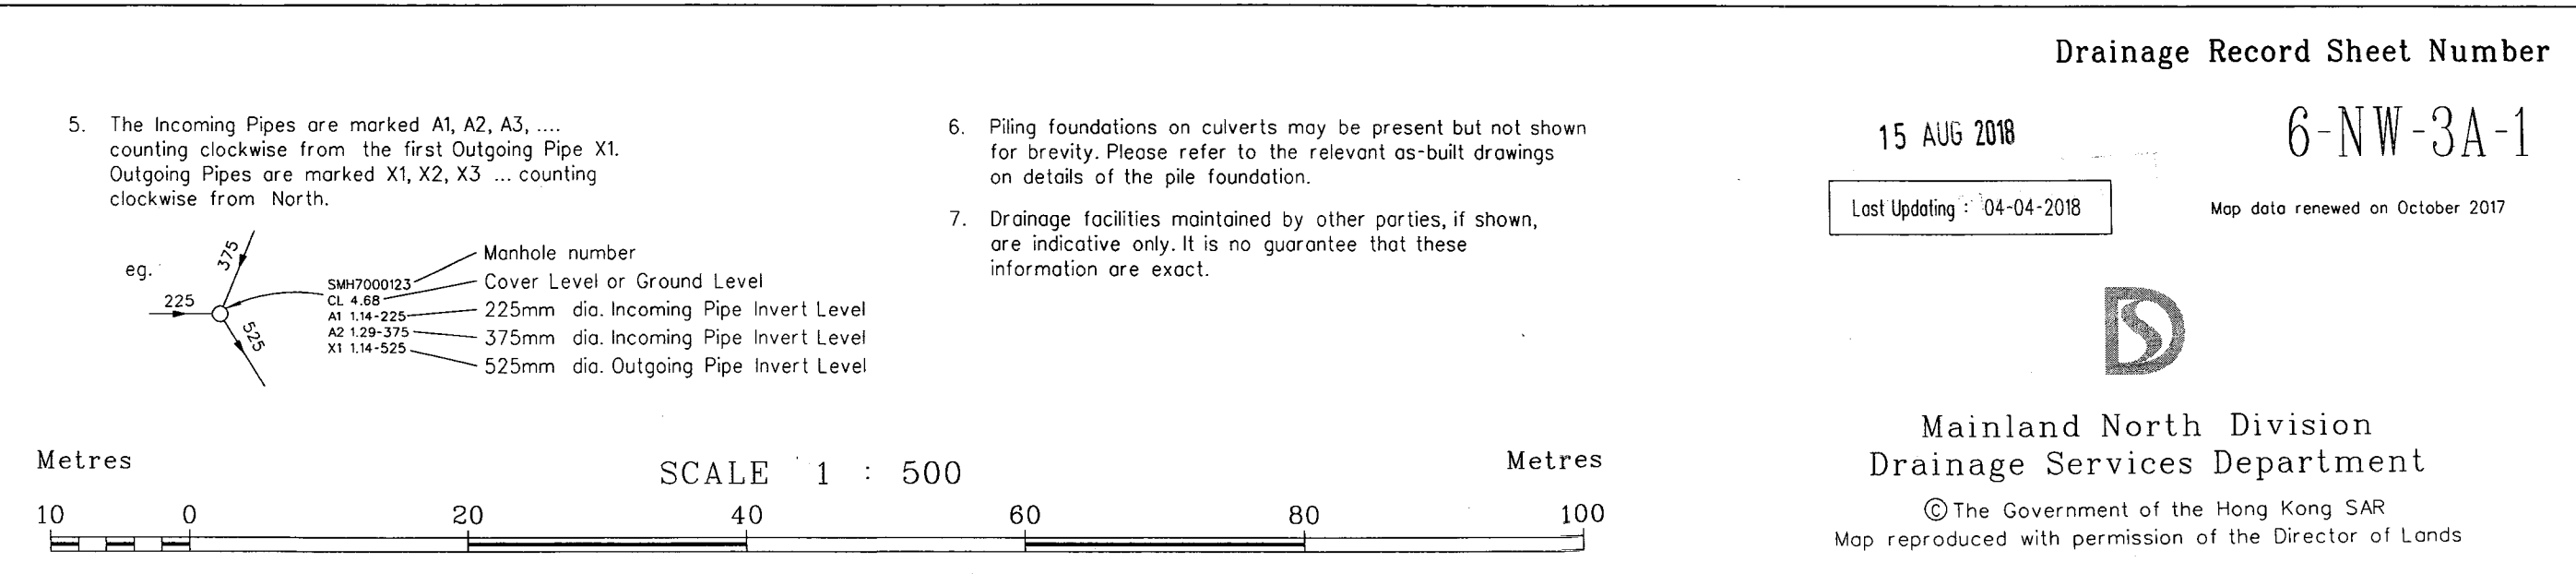 Drainage Record Sheet Number
5. The Incoming Pipes are marked A1, A2, A3, ....
counting clockwise from the first Outgoing Pipe X1.
Outgoing Pipes are marked X1, X2, X3 ... counting
clockwise from North.
eg.
375
225
525
SMH7000123
CL 4.68
A1 1.14-225
A2 1.29-375
X1 1.14-525
Manhole number
Cover Level or Ground Level
225mm dia. Incoming Pipe Invert Level
375mm dia. Incoming Pipe Invert Level
525mm dia. Outgoing Pipe Invert Level
6. Piling foundations on culverts may be present but not shown
for brevity. Please refer to the relevant as-built drawings
on details of the pile foundation.
7. Drainage facilities maintained by other parties, if shown,
are indicative only. It is no guarantee that these
information are exact.
15 AUG 2018
6-NW-3A-1
Last Updating : 04-04-2018
Map data renewed on October 2017
Mainland North Division
Drainage Services Department
© The Government of the Hong Kong SAR
Map reproduced with permission of the Director of Lands
Metres
SCALE 1 : 500
Metres
10 0 20 40 60 80 100